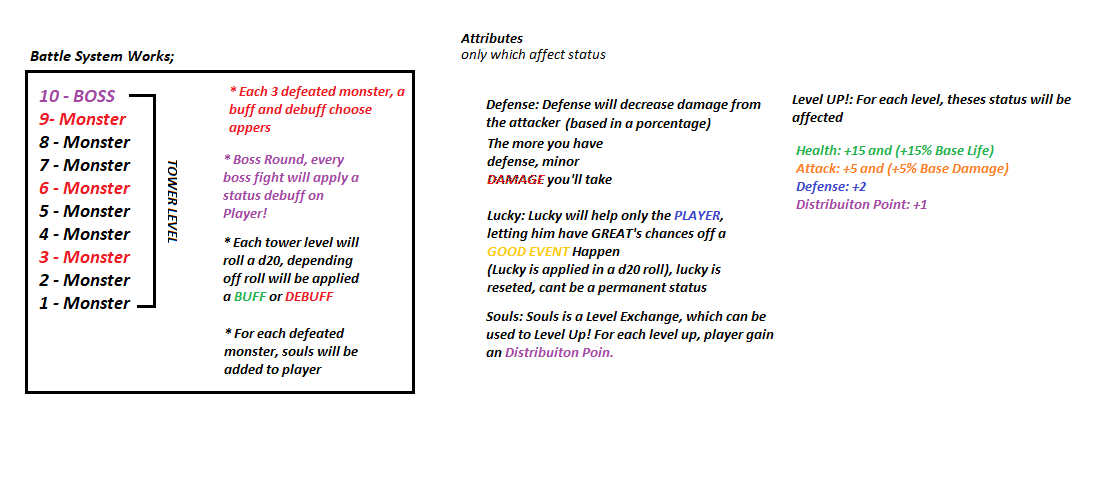 Battle System Works;
10 - BOSS
9- Monster
8 - Monster
7 - Monster
6 - Monster
5 - Monster
4 - Monster
3 - Monster
2 - Monster
1 - Monster
TOWER LEVEL
* Each 3 defeated monster, a
buff and debuff choose
appers
* Boss Round, every
boss fight will apply a
status debuff on
Player!
* Each tower level will
roll a d20, depending
off roll will be applied
a BUFF or DEBUFF
* For each defeated
monster, souls will be
added to player
Attributes
only which affect status
Defense: Defense will decrease damage from
the attacker (based in a porcentage)
The more you have
defense, minor
DAMAGE you'll take
Lucky: Lucky will help only the PLAYER,
letting him have GREAT's chances off a
GOOD EVENT Happen
(Lucky is applied in a d20 roll), lucky is
reseted, cant be a permanent status
Souls: Souls is a Level Exchange, which can be
used to Level Up! For each level up, player gain
an Distribuiton Poin.
Level UP!: For each level, theses status will be
affected
Health: +15 and (+15% Base Life)
Attack: +5 and (+5% Base Damage)
Defense: +2
Distribuiton Point: +1